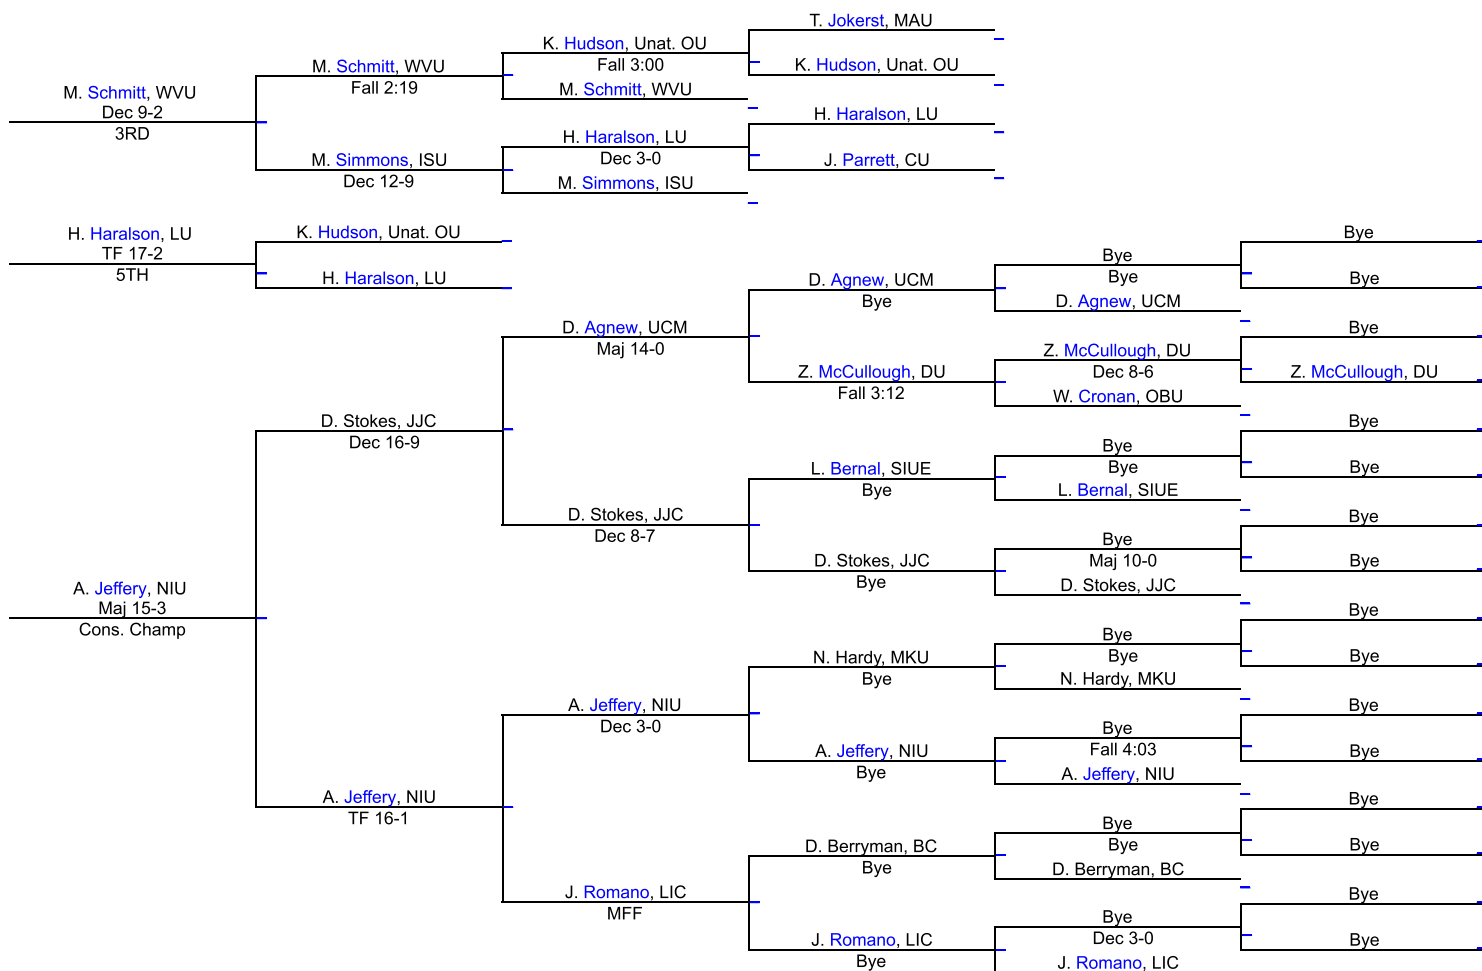 T. Jokerst, MAU
K. Hudson, Unat. OU
Fall 3:00
K. Hudson, Unat. OU
M. Schmitt, WVU
Fall 2:19
M. Schmitt, WVU
M. Schmitt, WVU
Dec 9-2
3RD
H. Haralson, LU
H. Haralson, LU
Dec 3-0
J. Parrett, CU
M. Simmons, ISU
Dec 12-9
M. Simmons, ISU
H. Haralson, LU
TF 17-2
5TH
K. Hudson, Unat. OU
H. Haralson, LU
Bye
Bye
Bye
Bye
D. Agnew, UCM
Bye
D. Agnew, UCM
D. Agnew, UCM
Maj 14-0
Bye
Z. McCullough, DU
Dec 8-6
Z. McCullough, DU
Z. McCullough, DU
Fall 3:12
W. Cronan, OBU
D. Stokes, JJC
Dec 16-9
Bye
Bye
Bye
Bye
L. Bernal, SIUE
Bye
L. Bernal, SIUE
D. Stokes, JJC
Dec 8-7
Bye
Bye
Maj 10-0
Bye
D. Stokes, JJC
Bye
D. Stokes, JJC
A. Jeffery, NIU
Maj 15-3
Cons. Champ
Bye
Bye
Bye
Bye
N. Hardy, MKU
Bye
N. Hardy, MKU
A. Jeffery, NIU
Dec 3-0
Bye
Bye
Fall 4:03
Bye
A. Jeffery, NIU
Bye
A. Jeffery, NIU
A. Jeffery, NIU
TF 16-1
Bye
Bye
Bye
Bye
D. Berryman, BC
Bye
D. Berryman, BC
J. Romano, LIC
MFF
Bye
Bye
Dec 3-0
Bye
J. Romano, LIC
Bye
J. Romano, LIC